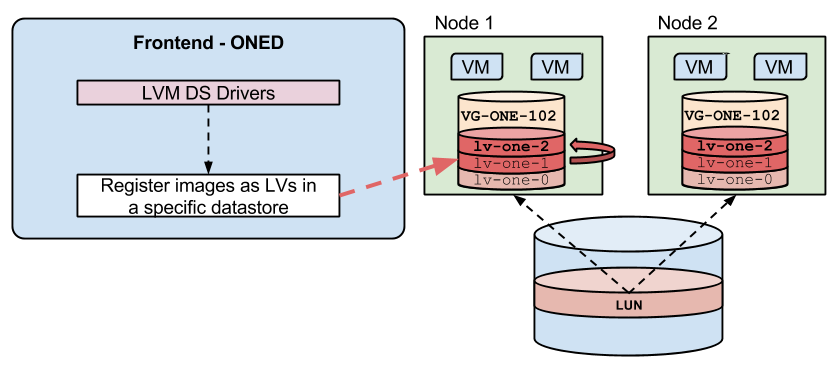 Frontend - ONED
LVM DS Drivers
Register images as LVs in
a specific datastore
Node 1
VM
VM
VG-ONE-102
lv-one-2
lv-one-1
lv-one-0
Node 2
VM
VM
VG-ONE-102
lv-one-2
lv-one-1
lv-one-0
LUN